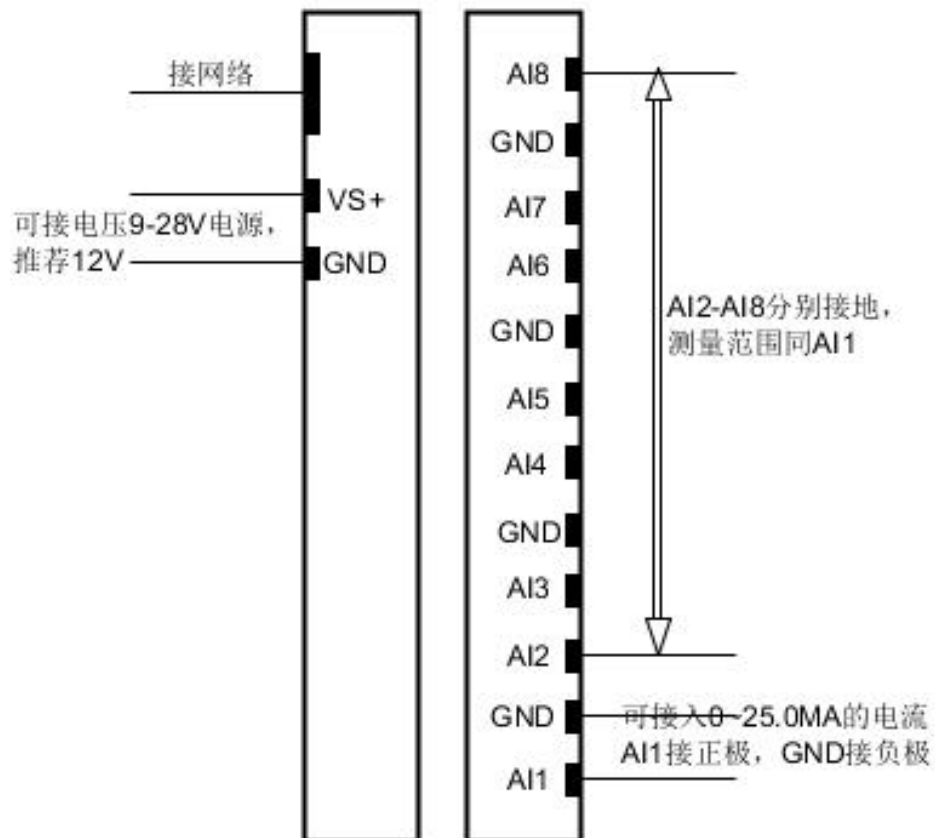 接网络
VS+
可接电压9-28V电源，
推荐12V
GND
AI8
GND
AI7
AI6
GND
AI5
AI4
GND
AI3
AI2
GND
AI1
AI2-AI8分别接地，
测量范围同AI1
可接入0~25.0MA的电流
AI1接正极，GND接负极